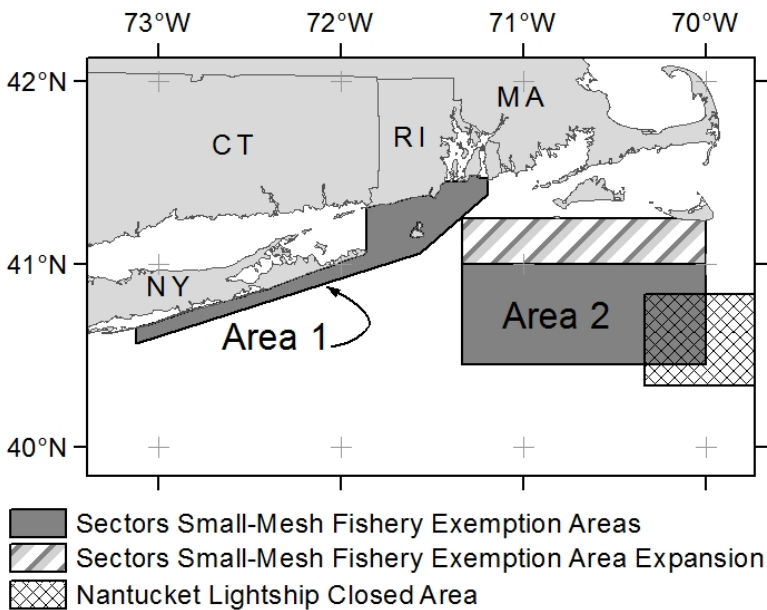 73°W 72°W 71°W 70°W
42°N
MA
CT
RI
41°N
NY
Area 1
Area 2
40°N
Sectors Small-Mesh Fishery Exemption Areas
Sectors Small-Mesh Fishery Exemption Area Expansion
Nantucket Lightship Closed Area